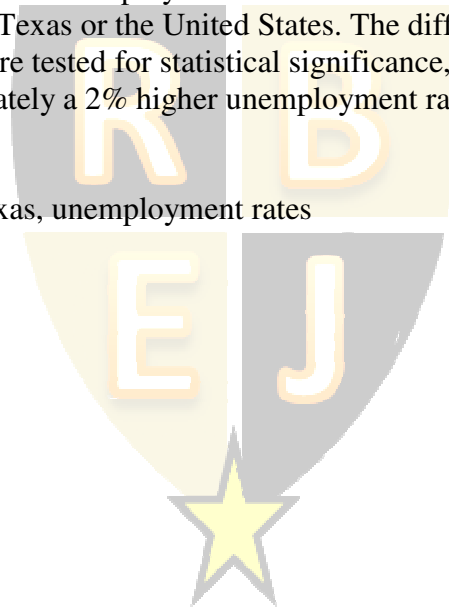 Texas or the United States. The diff
re tested for statistical significance,
ately a 2% higher unemployment ra
R B
xas, unemployment rates
E J